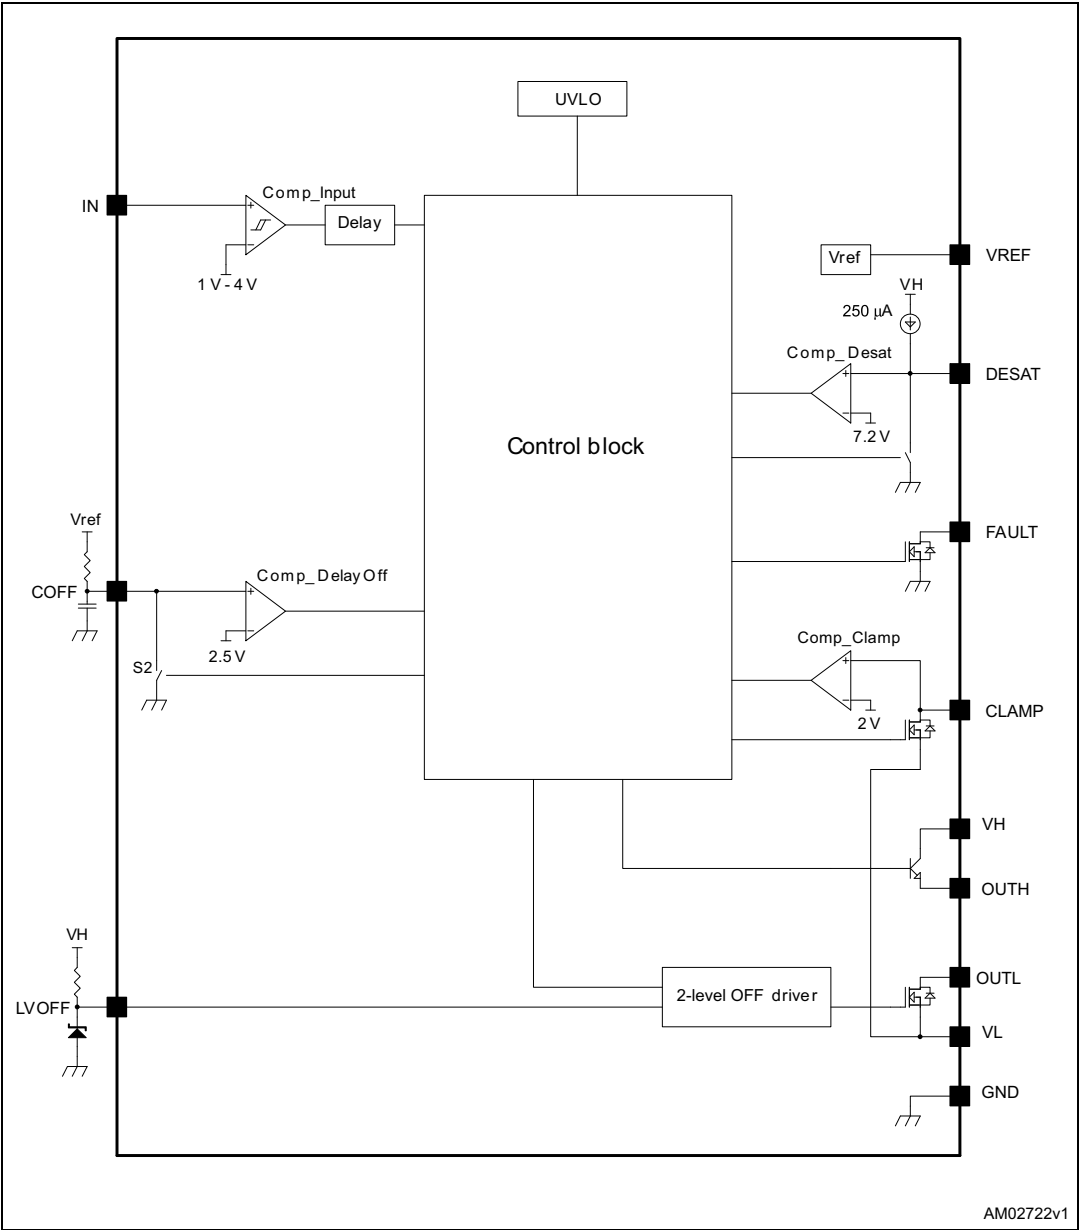 UVLO
IN
Comp_Input
Delay
1 V - 4 V
Vref
VREF
VH
250 µA
Comp_Desat
DESAT
7.2 V
Control block
Vref
COFF
Comp_DelayOff
2.5 V
S2
FAULT
Comp_Clamp
2 V
CLAMP
VH
OUTH
VH
LVOFF
2-level OFF driver
OUTL
VL
GND
AM02722v1